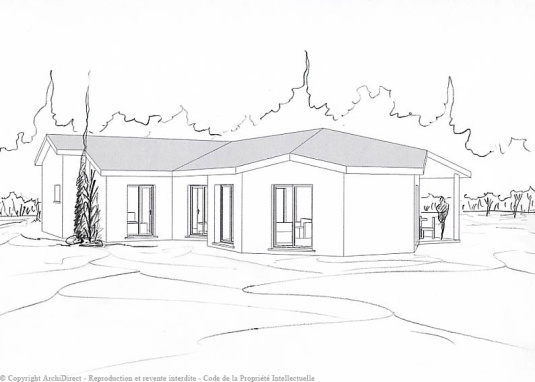 © Copyright ArchiDirect - Reproduction et revente interdite - Code de la Propriété Intellectuelle